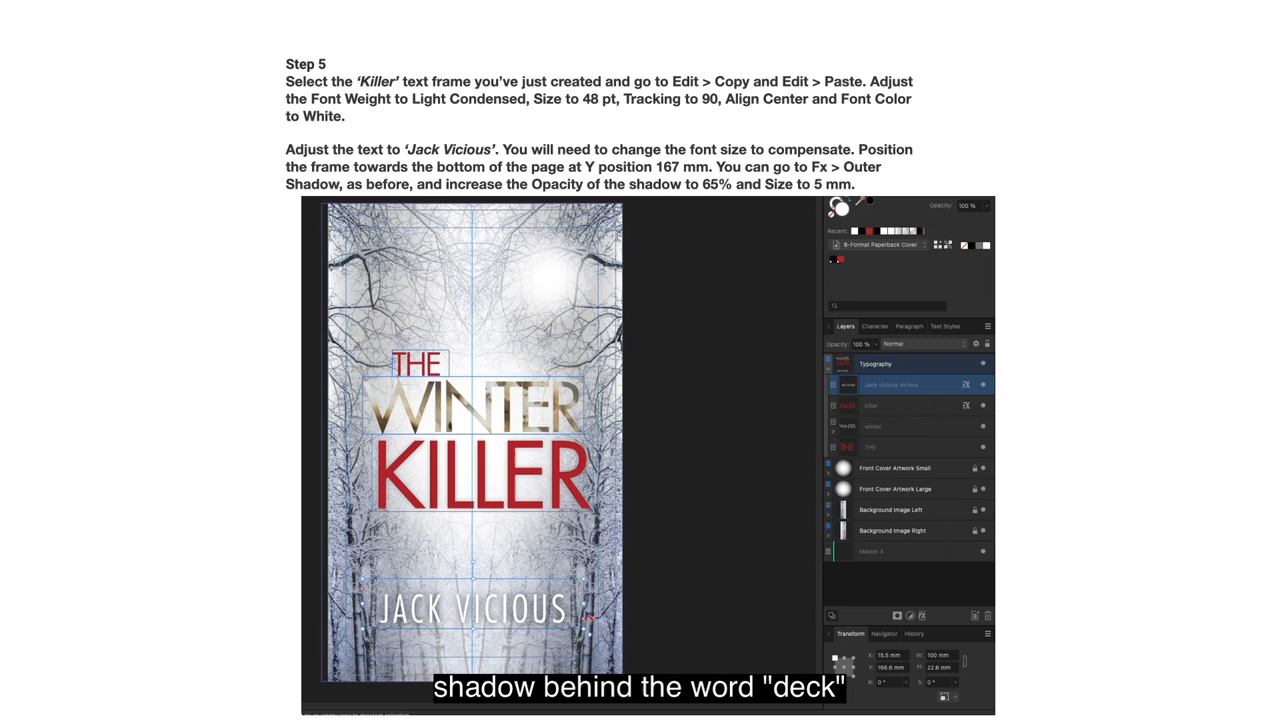 Step 5
Select the ‘Killer’ text frame you’ve just created and go to Edit > Copy and Edit > Paste. Adjust
the Font Weight to Light Condensed, Size to 48 pt, Tracking to 90, Align Center and Font Color
to White.
Adjust the text to ‘Jack Vicious’. You will need to change the font size to compensate. Position
the frame towards the bottom of the page at Y position 167 mm. You can go to Fx > Outer
Shadow, as before, and increase the Opacity of the shadow to 65% and Size to 5 mm.
THE
WINTER
KILLER
JACK VICIOUS
Opacity: 100 %
Recent:
B-Format Paperback Cover
Layers Character Paragraph Text Styles
Opacity: 100 % Normal
Typography
Jack vicious vicious
killer
winter
THE
Front Cover Artwork Small
Front Cover Artwork Large
Background Image Left
Background Image Right
Master A
Transform Navigator History
X: 15.5 mm W: 100 mm
Y: 166.6 mm H: 22.6 mm
R: 0 ° S: 0 °
shadow behind the word "deck"